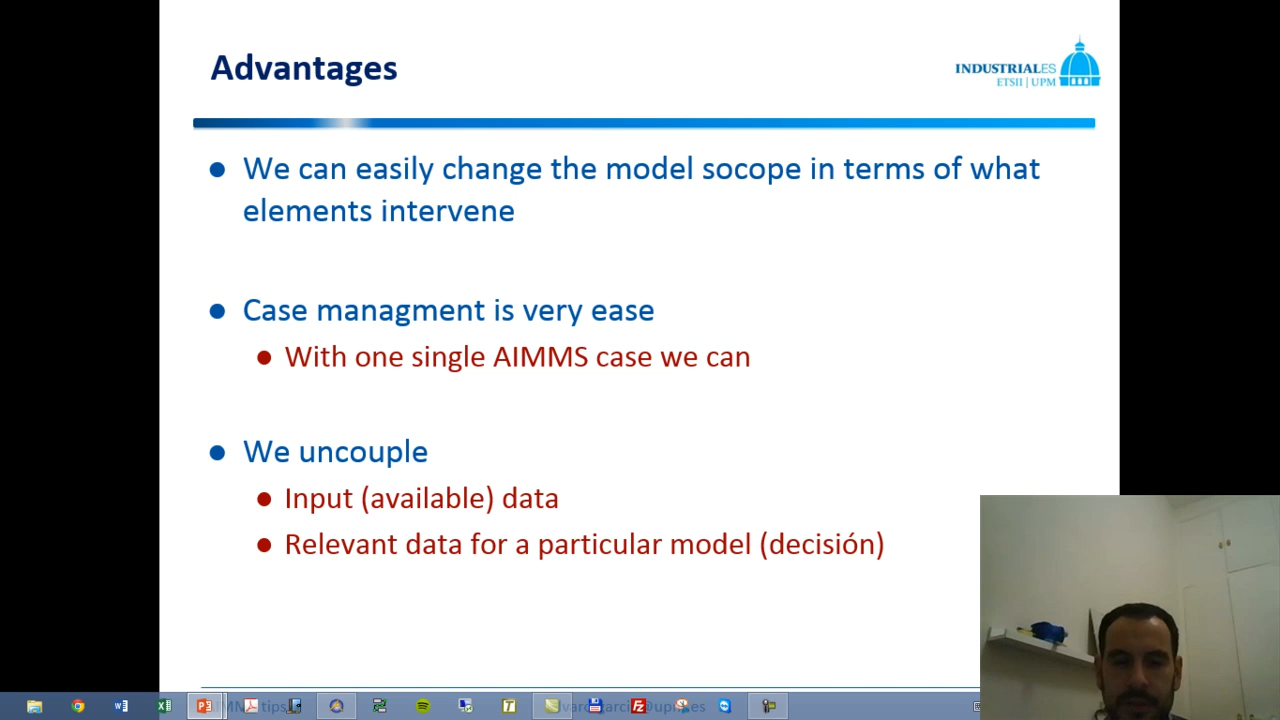 Advantages
INDUSTRIALES
ETSII | UPM
We can easily change the model socope in terms of what
elements intervene
Case managment is very ease
With one single AIMMS case we can
We uncouple
Input (available) data
Relevant data for a particular model (decisión)